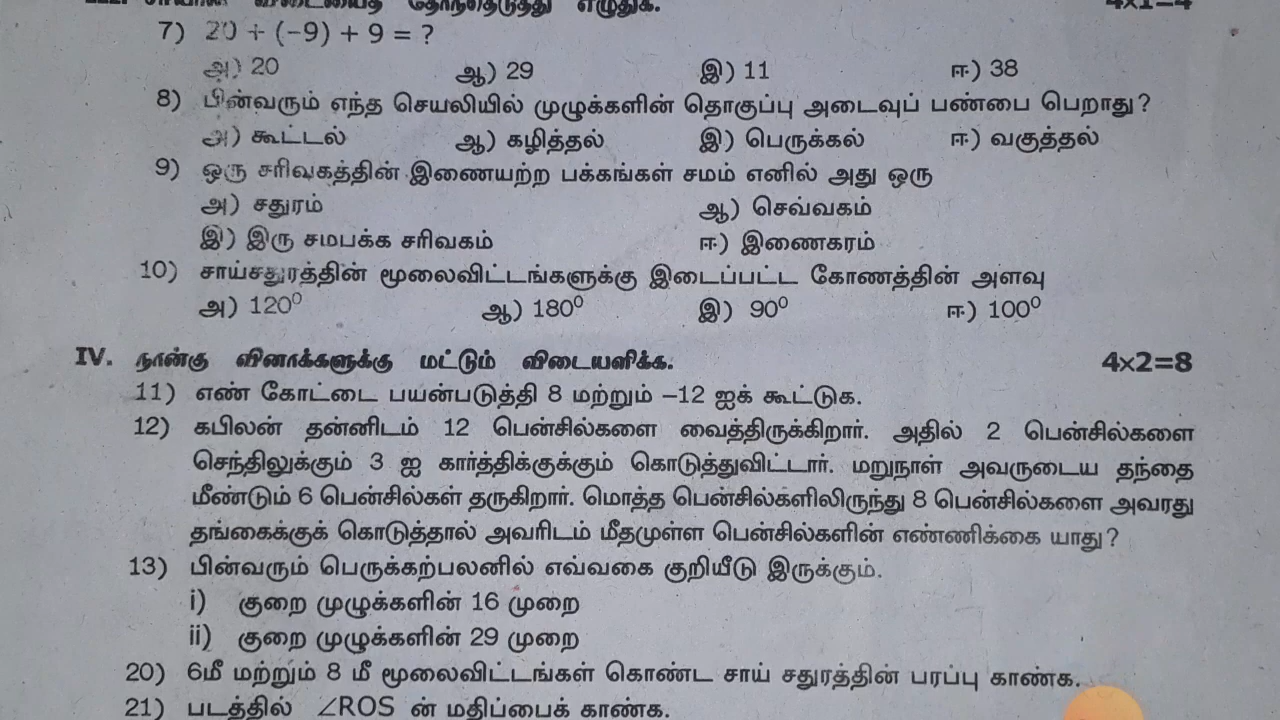 7) 20 + (−9) + 9 = ?
அ) 20 ஆ) 29 இ) 11 ஈ) 38
8) பின்வரும் எந்த செயலியில் முழுக்களின் தொகுப்பு அடைவுப் பண்பை பெறாது?
அ) கூட்டல் ஆ) கழித்தல் இ) பெருக்கல் ஈ) வகுத்தல்
9) ஒரு சரிவகத்தின் இணையற்ற பக்கங்கள் சமம் எனில் அது ஒரு
அ) சதுரம் ஆ) செவ்வகம்
இ) இரு சமபக்க சரிவகம் ஈ) இணைகரம்
10) சாய்சதுரத்தின் மூலைவிட்டங்களுக்கு இடைப்பட்ட கோணத்தின் அளவு
அ) 120⁰ ஆ) 180⁰ இ) 90⁰ ஈ) 100⁰
IV. நான்கு வினாக்களுக்கு மட்டும் விடையளிக்க. 4×2=8
11) எண் கோட்டை பயன்படுத்தி 8 மற்றும் −12 ஐக் கூட்டுக.
12) கபிலன் தன்னிடம் 12 பென்சில்களை வைத்திருக்கிறார். அதில் 2 பென்சில்களை
செந்திலுக்கும் 3 ஐ கார்த்திக்குக்கும் கொடுத்துவிட்டார். மறுநாள் அவருடைய தந்தை
மீண்டும் 6 பென்சில்கள் தருகிறார். மொத்த பென்சில்களிலிருந்து 8 பென்சில்களை அவரது
தங்கைக்குக் கொடுத்தால் அவரிடம் மீதமுள்ள பென்சில்களின் எண்ணிக்கை யாது?
13) பின்வரும் பெருக்கற்பலனில் எவ்வகை குறியீடு இருக்கும்.
i) குறை முழுக்களின் 16 முறை
ii) குறை முழுக்களின் 29 முறை
20) 6மீ மற்றும் 8 மீ மூலைவிட்டங்கள் கொண்ட சாய் சதுரத்தின் பரப்பு காண்க.
21) படத்தில் ∠ROS ன் மதிப்பைக் காண்க.